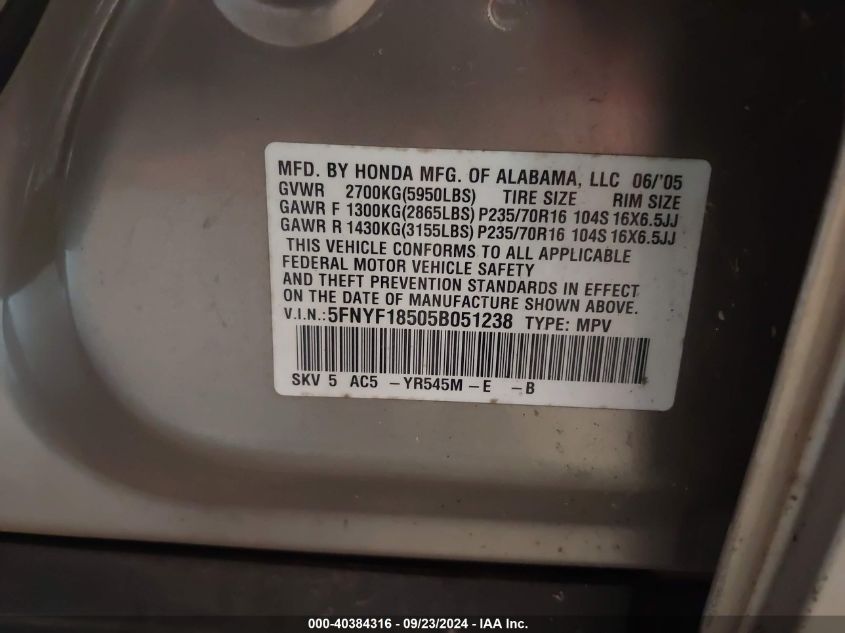 MFD. BY HONDA MFG. OF ALABAMA, LLC 06/'05
GVWR 2700KG(5950LBS) TIRE SIZE RIM SIZE
GAWR F 1300KG(2865LBS) P235/70R16 104S 16X6.5JJ
GAWR R 1430KG(3155LBS) P235/70R16 104S 16X6.5JJ
THIS VEHICLE CONFORMS TO ALL APPLICABLE
FEDERAL MOTOR VEHICLE SAFETY
AND THEFT PREVENTION STANDARDS IN EFFECT
ON THE DATE OF MANUFACTURE SHOWN ABOVE.
V.I.N.:5FNYF18505B051238 TYPE: MPV
SKV 5 AC5 -YR545M -E -B
000-40384316 - 09/23/2024 - IAA Inc.